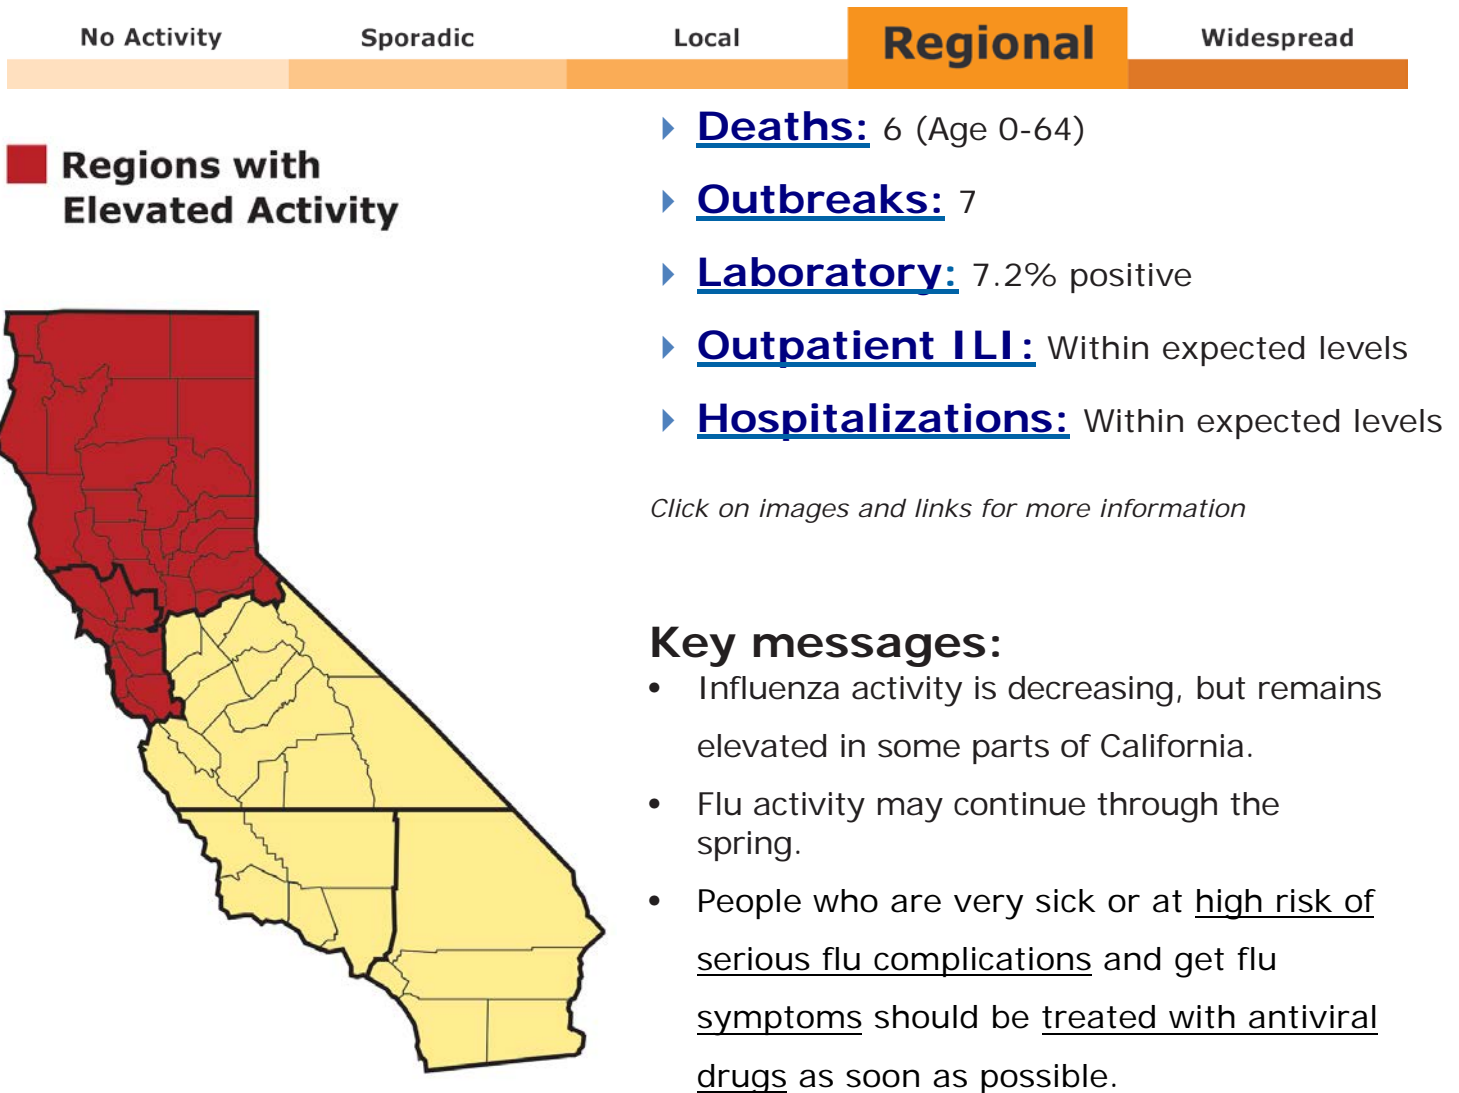 No Activity Sporadic Local Regional Widespread
Regions with
Elevated Activity
Deaths: 6 (Age 0-64)
Outbreaks: 7
Laboratory: 7.2% positive
Outpatient ILI: Within expected levels
Hospitalizations: Within expected levels
Click on images and links for more information
Key messages:
• Influenza activity is decreasing, but remains
elevated in some parts of California.
• Flu activity may continue through the
spring.
• People who are very sick or at high risk of
serious flu complications and get flu
symptoms should be treated with antiviral
drugs as soon as possible.